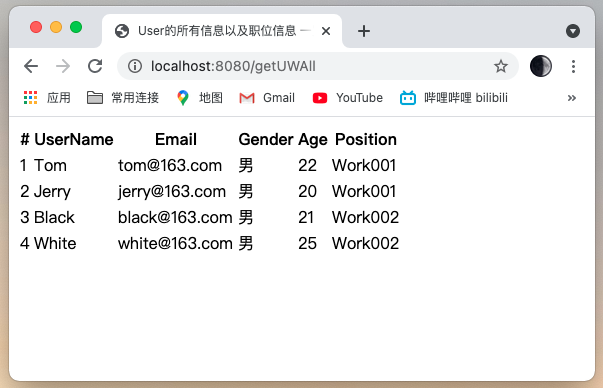 User的所有信息以及职位信息 一
localhost:8080/getUWAll
应用 常用连接 地图 Gmail YouTube 哔哩哔哩 bilibili »
# UserName Email Gender Age Position
1 Tom tom@163.com 男 22 Work001
2 Jerry jerry@163.com 男 20 Work001
3 Black black@163.com 男 21 Work002
4 White white@163.com 男 25 Work002